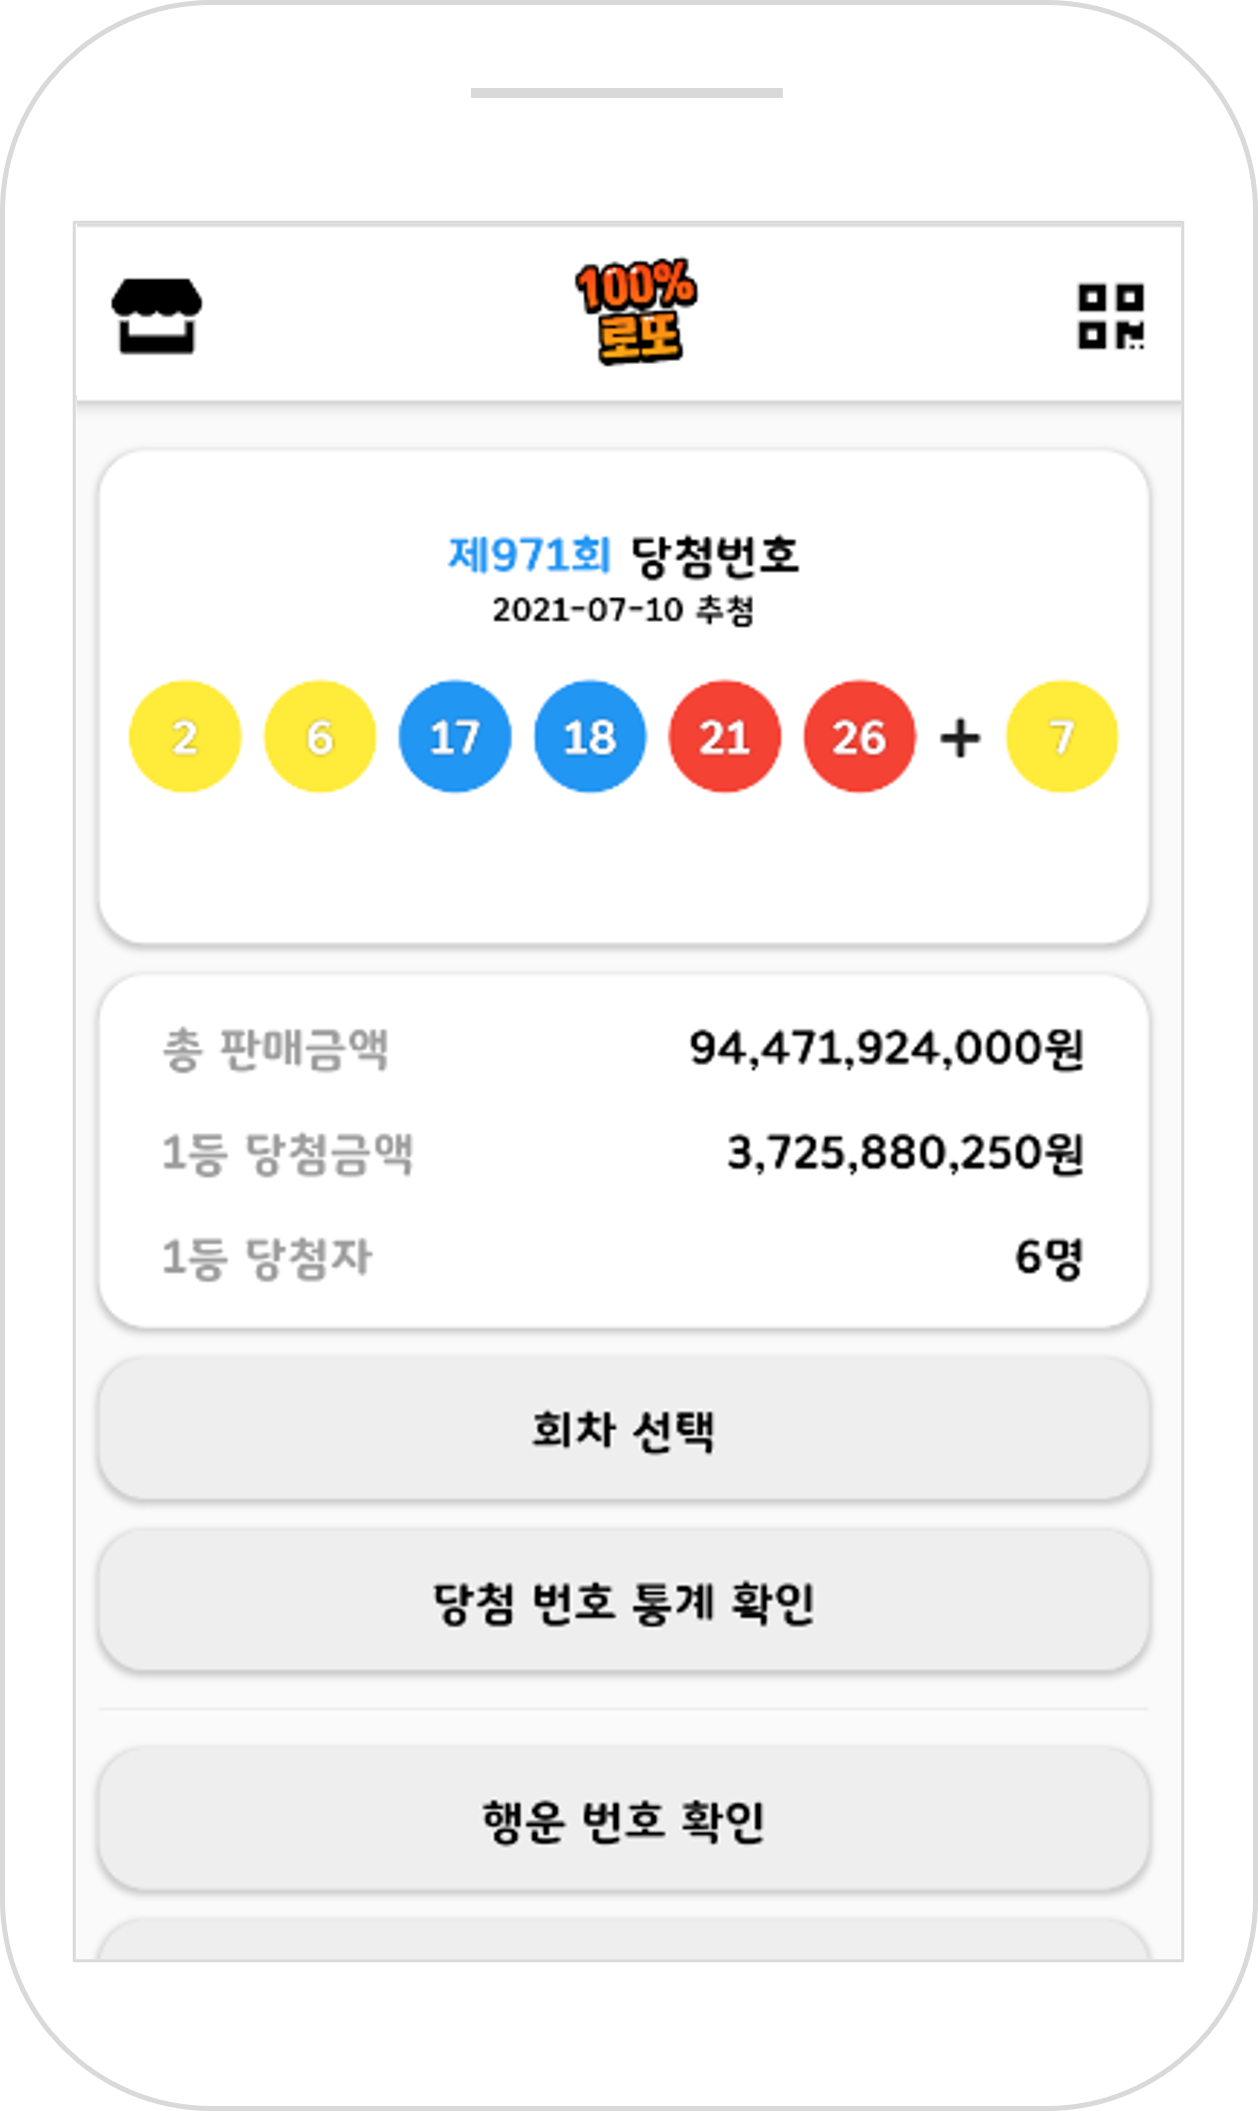 100%
로또
제971회 당첨번호
2021-07-10 추첨
2 6 17 18 21 26 + 7
총 판매금액 94,471,924,000원
1등 당첨금액 3,725,880,250원
1등 당첨자 6명
회차 선택
당첨 번호 통계 확인
행운 번호 확인